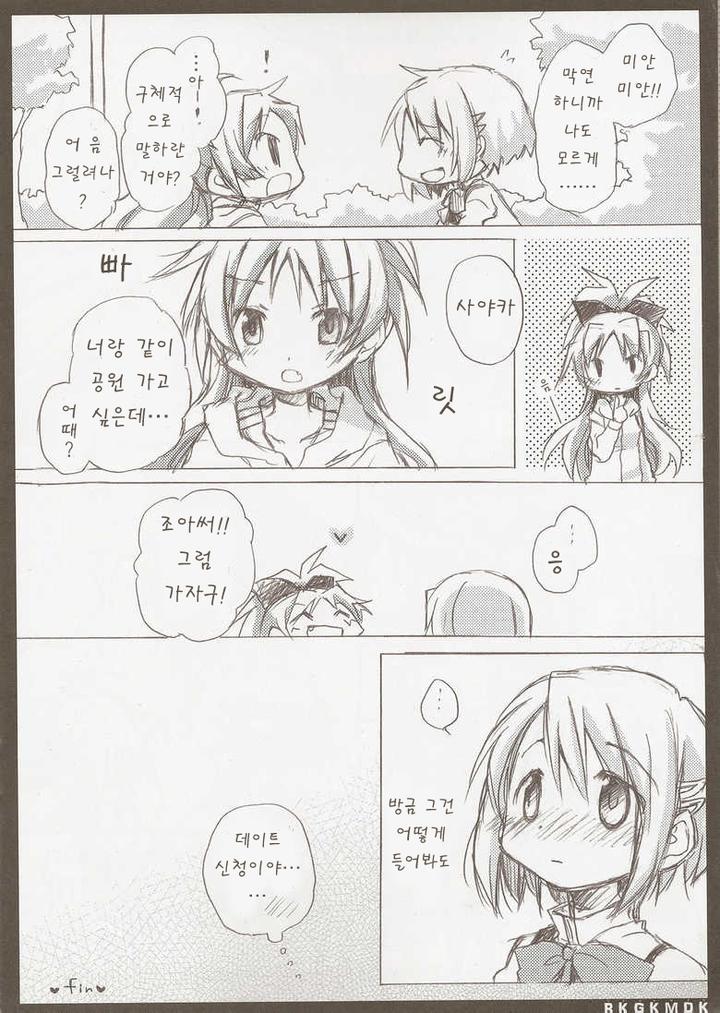 미안
미안!!
막연
하니까
나도
모르게
……
!
…아—!
구체적
으로
말하란
거야?
어 음
그럴려나
?
음
사야카
빠
릿
너랑 같이
공원 가고
싶은데…
어때?
…
응
조아써!!
그럼
가자구!
…
방금 그건
어떻게
들어봐도
데이트
신청이야…
…
fin
RKGKMDK